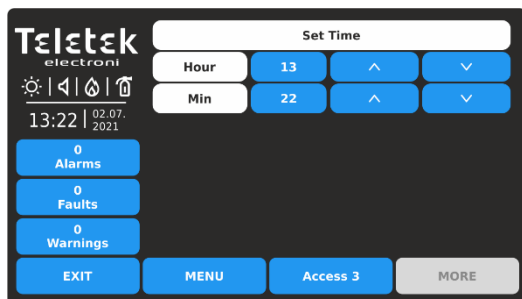 Teletek
electroni
13:22 02.07.
2021
0
Alarms
0
Faults
0
Warnings
Set Time
Hour 13
Min 22
EXIT MENU Access 3 MORE